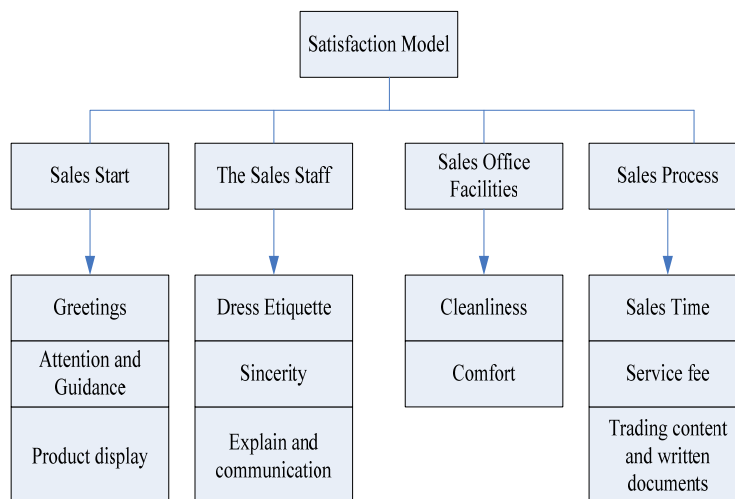 Satisfaction Model
Sales Start
The Sales Staff
Sales Office
Facilities
Sales Process
Greetings
Attention and
Guidance
Product display
Dress Etiquette
Sincerity
Explain and
communication
Cleanliness
Comfort
Sales Time
Service fee
Trading content
and written
documents